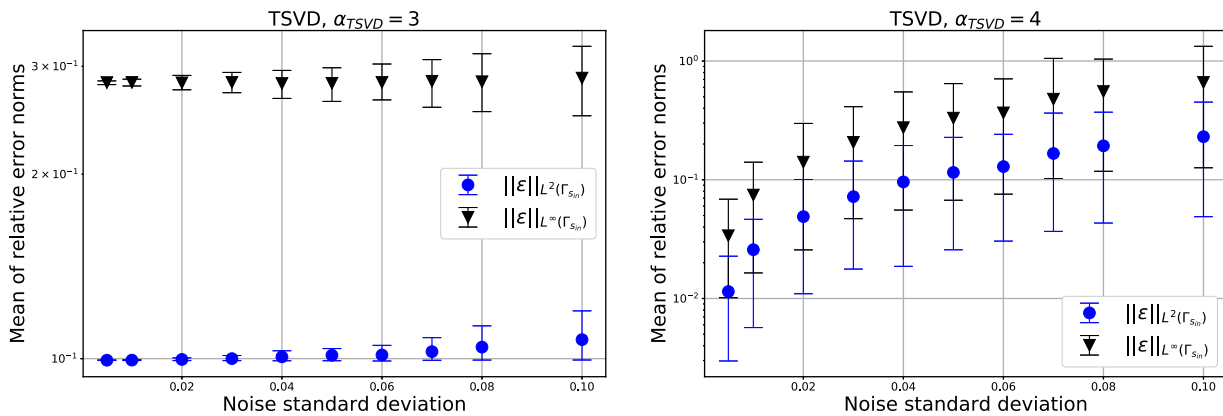 TSVD, α_TSVD = 3
Mean of relative error norms
3 × 10⁻¹
2 × 10⁻¹
10⁻¹
||ε||_L²(Γ_s_in)
||ε||_L∞(Γ_s_in)
0.02 0.04 0.06 0.08 0.10
Noise standard deviation
TSVD, α_TSVD = 4
Mean of relative error norms
10⁰
10⁻¹
10⁻²
||ε||_L²(Γ_s_in)
||ε||_L∞(Γ_s_in)
0.02 0.04 0.06 0.08 0.10
Noise standard deviation